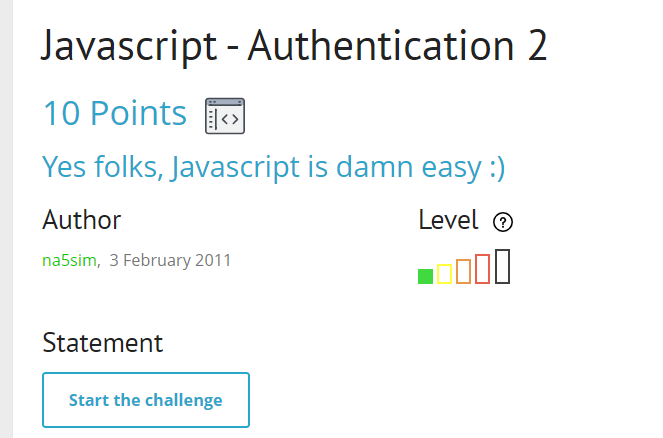 Javascript - Authentication 2
10 Points
Yes folks, Javascript is damn easy :)
Author
Level ?
na5sim, 3 February 2011
Statement
Start the challenge